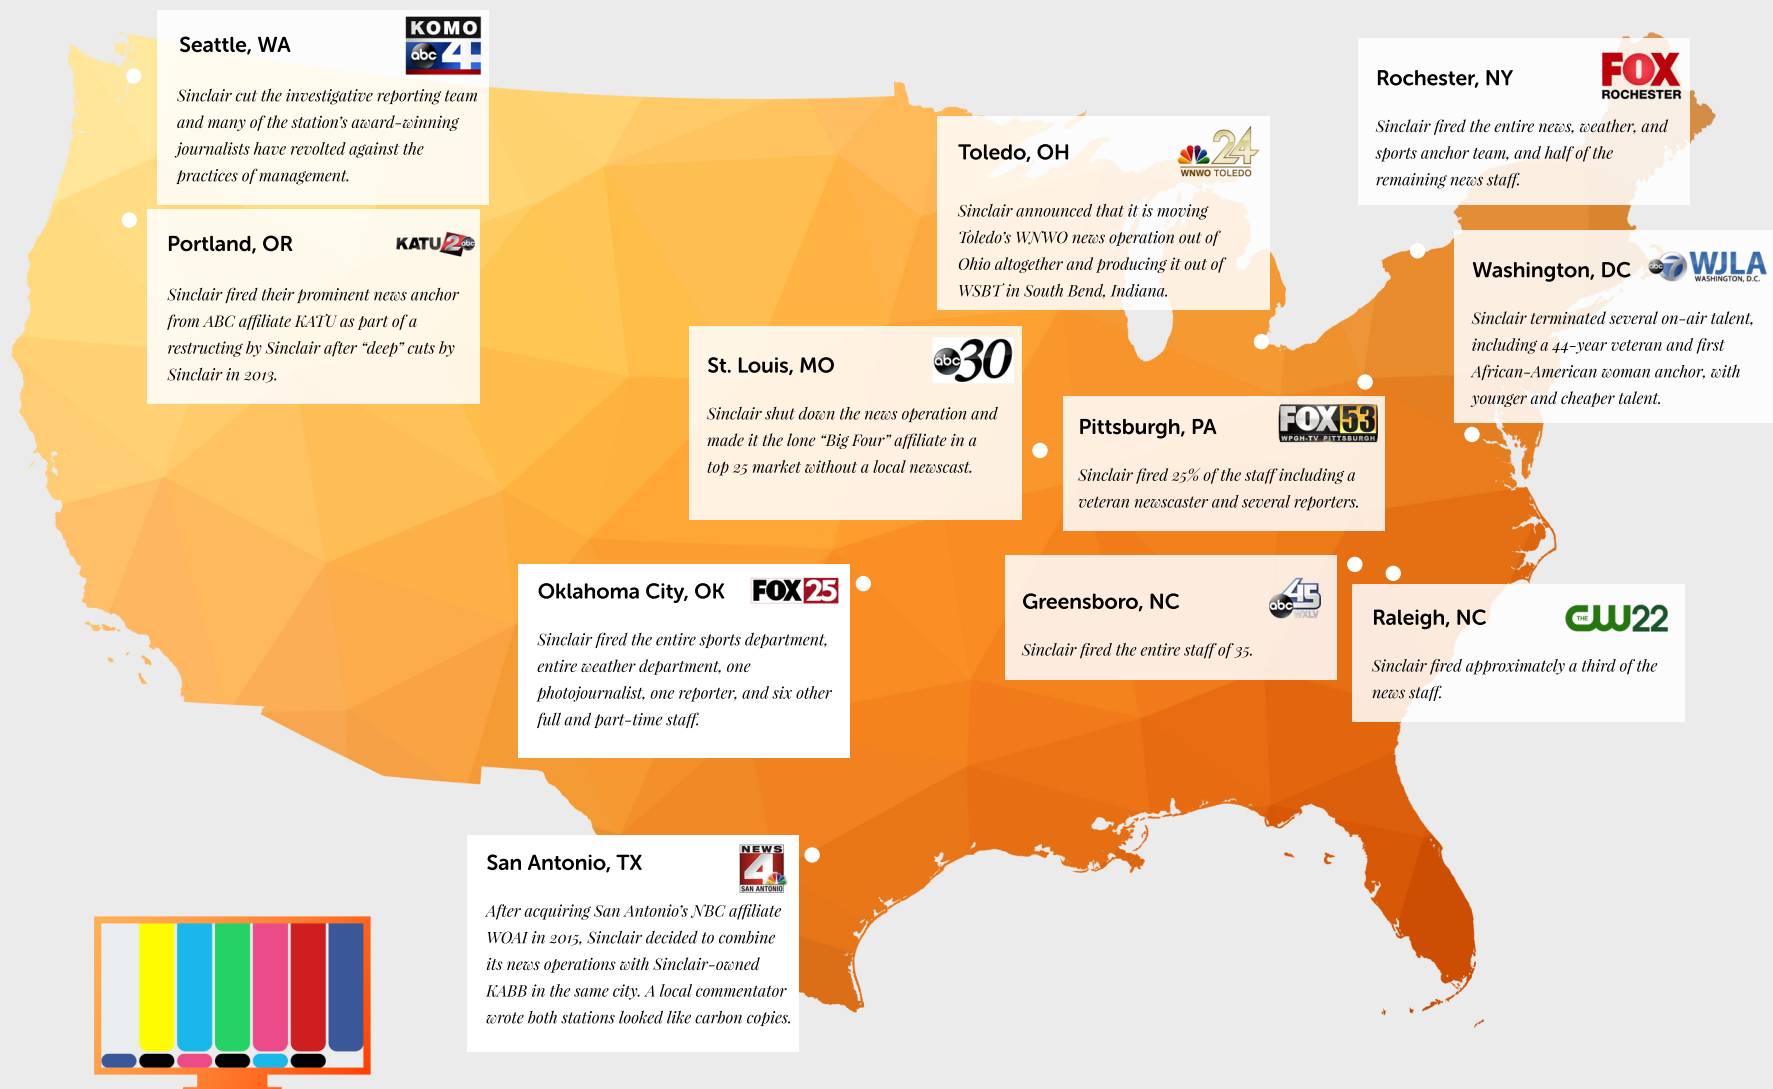 Seattle, WA
KOMO
abc 4
Sinclair cut the investigative reporting team
and many of the station's award-winning
journalists have revolted against the
practices of management.
Portland, OR
KATU 2 abc
Sinclair fired their prominent news anchor
from ABC affiliate KATU as part of a
restructing by Sinclair after “deep” cuts by
Sinclair in 2013.
Toledo, OH
24
WNWO TOLEDO
Sinclair announced that it is moving
Toledo's WNWO news operation out of
Ohio altogether and producing it out of
WSBT in South Bend, Indiana.
Rochester, NY
FOX
ROCHESTER
Sinclair fired the entire news, weather, and
sports anchor team, and half of the
remaining news staff.
Washington, DC
abc 7 WJLA
WASHINGTON, D.C.
Sinclair terminated several on-air talent,
including a 44-year veteran and first
African-American woman anchor, with
younger and cheaper talent.
St. Louis, MO
abc 30
Sinclair shut down the news operation and
made it the lone “Big Four” affiliate in a
top 25 market without a local newscast.
Pittsburgh, PA
FOX 53
WPGH-TV PITTSBURGH
Sinclair fired 25% of the staff including a
veteran newscaster and several reporters.
Oklahoma City, OK
FOX 25
Sinclair fired the entire sports department,
entire weather department, one
photojournalist, one reporter, and six other
full and part-time staff.
Greensboro, NC
abc 45
WXLV
Sinclair fired the entire staff of 35.
Raleigh, NC
THE CW22
Sinclair fired approximately a third of the
news staff.
San Antonio, TX
NEWS
4
SAN ANTONIO
After acquiring San Antonio's NBC affiliate
WOAI in 2015, Sinclair decided to combine
its news operations with Sinclair-owned
KABB in the same city. A local commentator
wrote both stations looked like carbon copies.